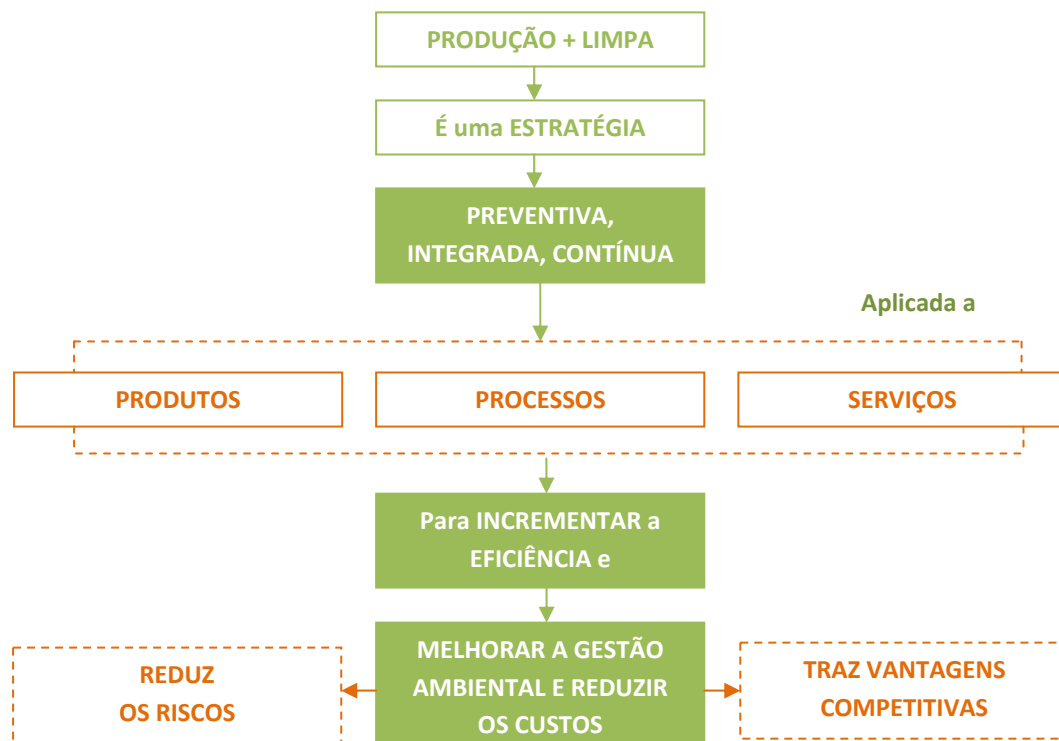 PRODUÇÃO + LIMPA
É uma ESTRATÉGIA
PREVENTIVA,
INTEGRADA, CONTÍNUA
Aplicada a
PRODUTOS
PROCESSOS
SERVIÇOS
Para INCREMENTAR a
EFICIÊNCIA e
MELHORAR A GESTÃO
AMBIENTAL E REDUZIR
OS CUSTOS
REDUZ
OS RISCOS
TRAZ VANTAGENS
COMPETITIVAS